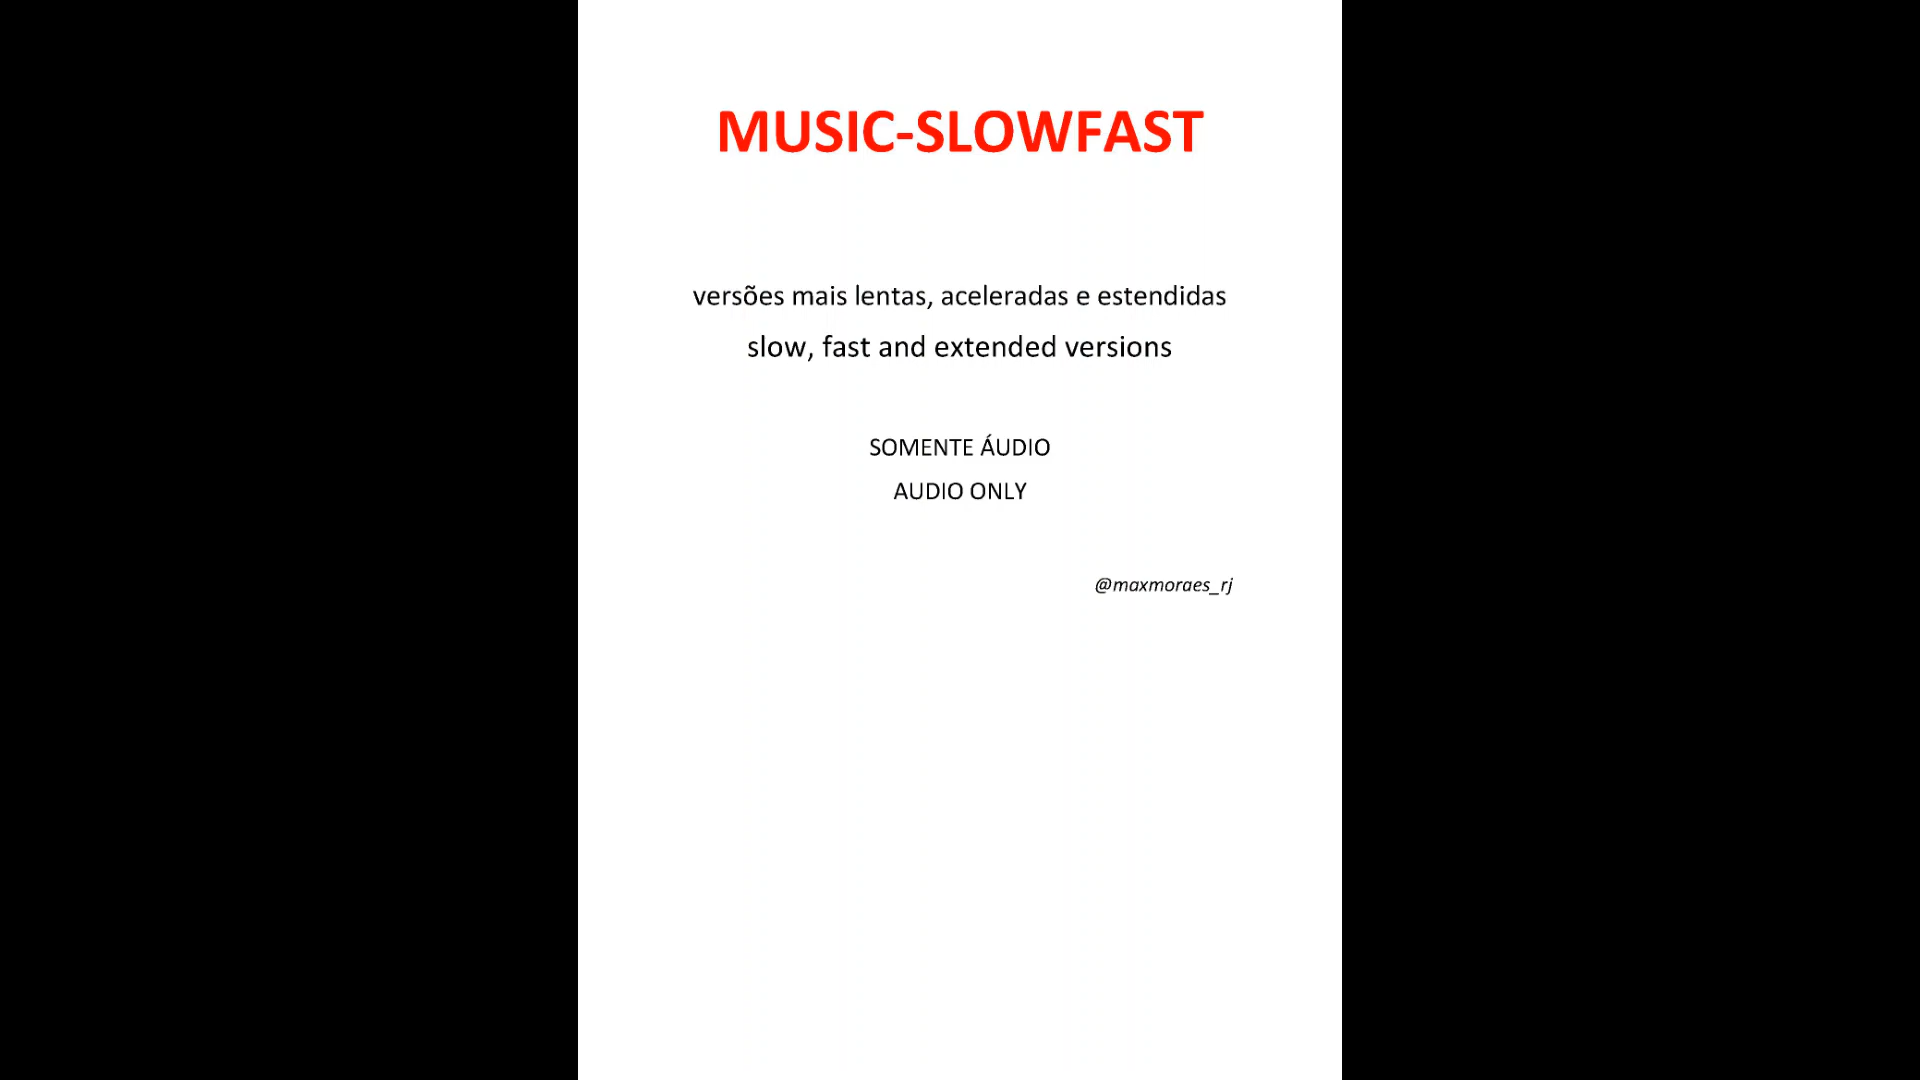 MUSIC-SLOWFAST
versões mais lentas, aceleradas e estendidas
slow, fast and extended versions
SOMENTE ÁUDIO
AUDIO ONLY
@maxmoraes_rj